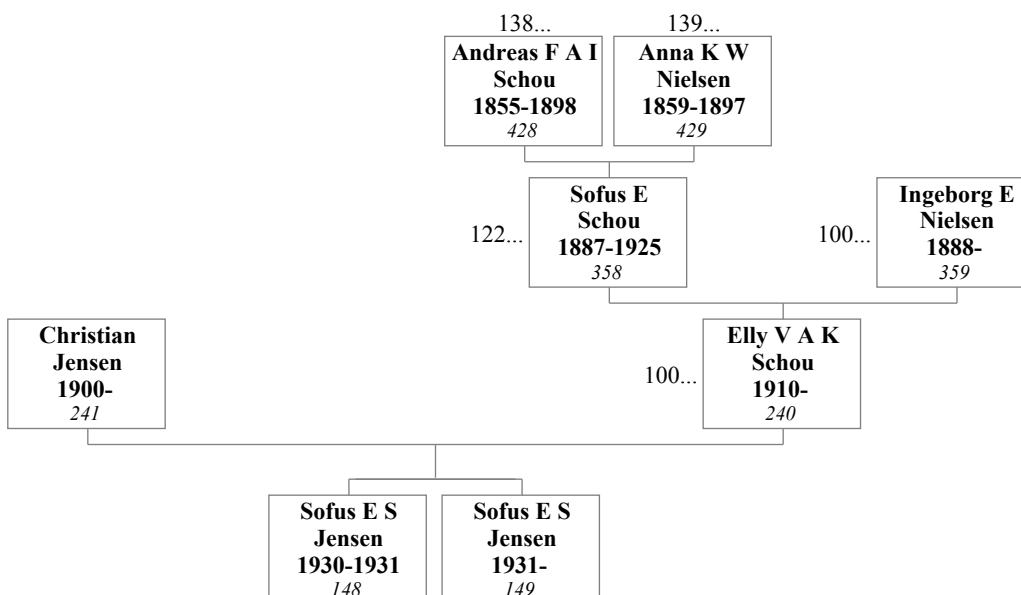 138...
139...
Andreas F A I
Schou
1855-1898
428
Anna K W
Nielsen
1859-1897
429
122...
Sofus E
Schou
1887-1925
358
100...
Ingeborg E
Nielsen
1888-
359
Christian
Jensen
1900-
241
100...
Elly V A K
Schou
1910-
240
Sofus E S
Jensen
1930-1931
148
Sofus E S
Jensen
1931-
149